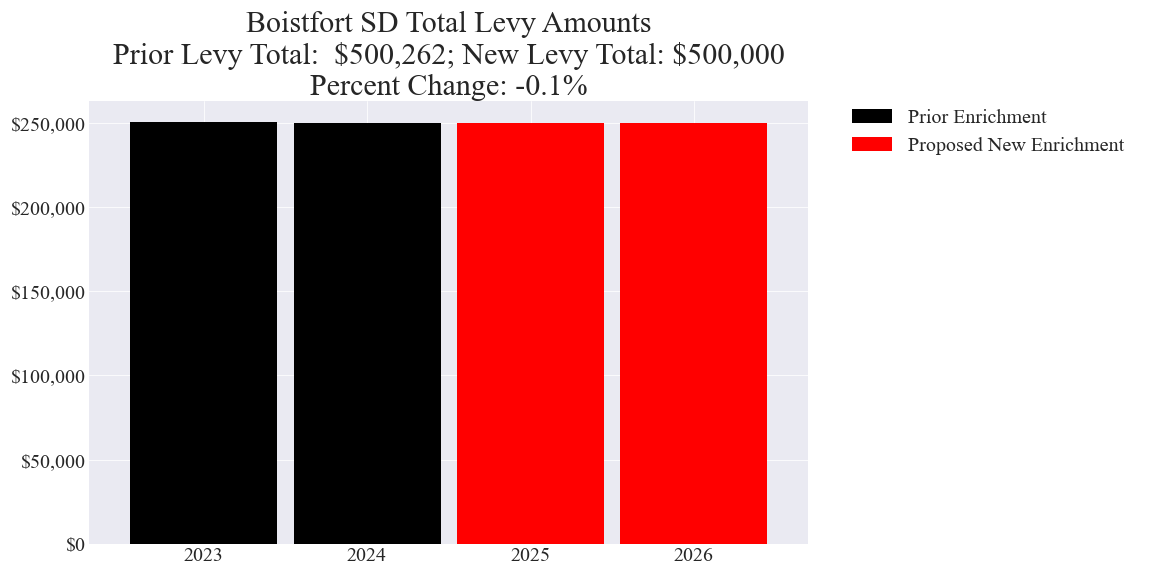 Boistfort SD Total Levy Amounts
Prior Levy Total:  $500,262; New Levy Total: $500,000
Percent Change: -0.1%
Prior Enrichment
Proposed New Enrichment
$250,000
$200,000
$150,000
$100,000
$50,000
$0
2023
2024
2025
2026